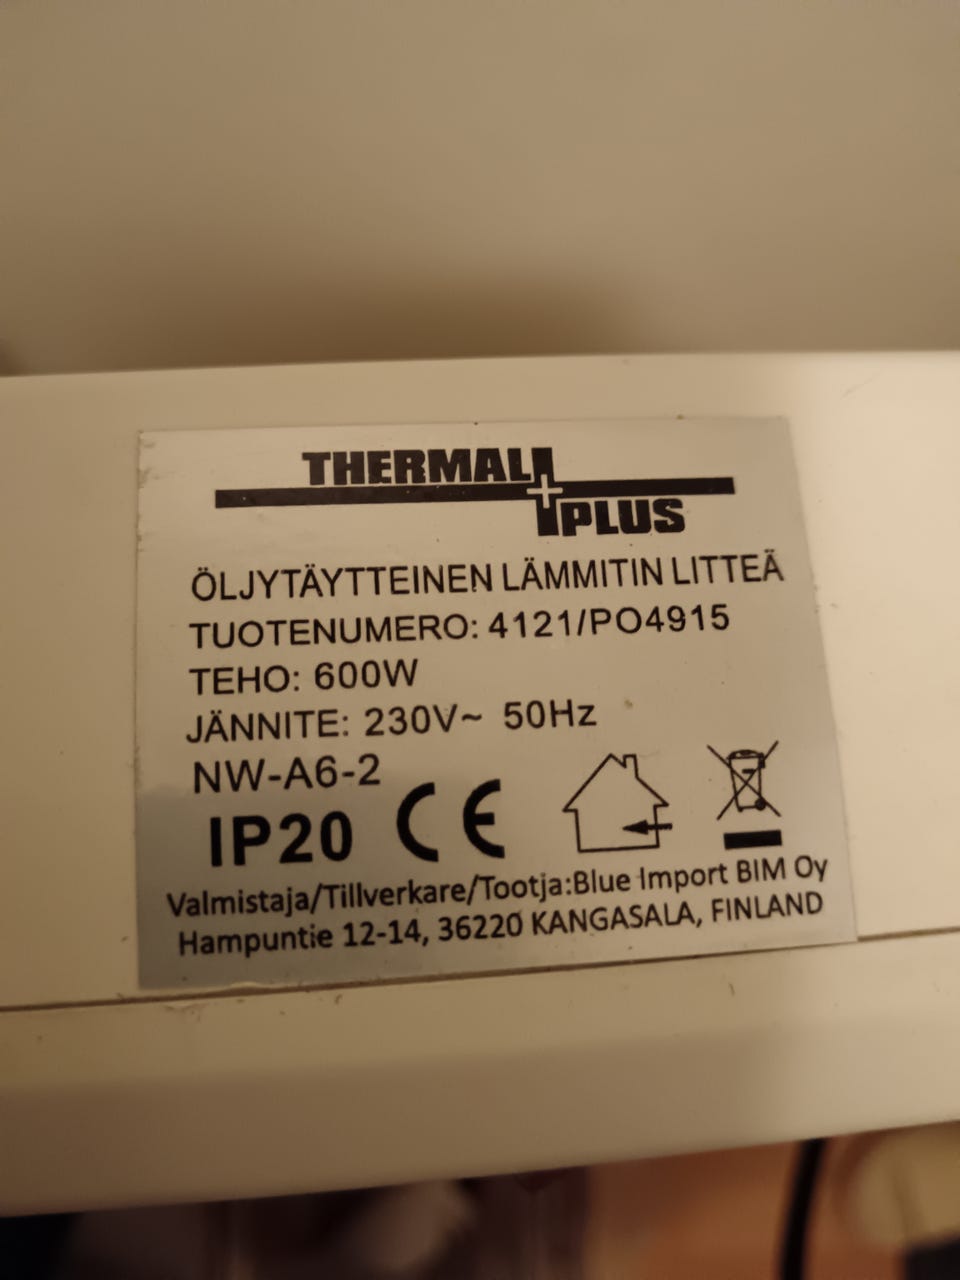 THERMAL
PLUS
ÖLJYTÄYTTEINEN LÄMMITIN LITTEÄ
TUOTENUMERO: 4121/PO4915
TEHO: 600W
JÄNNITE: 230V~ 50Hz
NW-A6-2
IP20 CE
Valmistaja/Tillverkare/Tootja:Blue Import BIM Oy
Hampuntie 12-14, 36220 KANGASALA, FINLAND